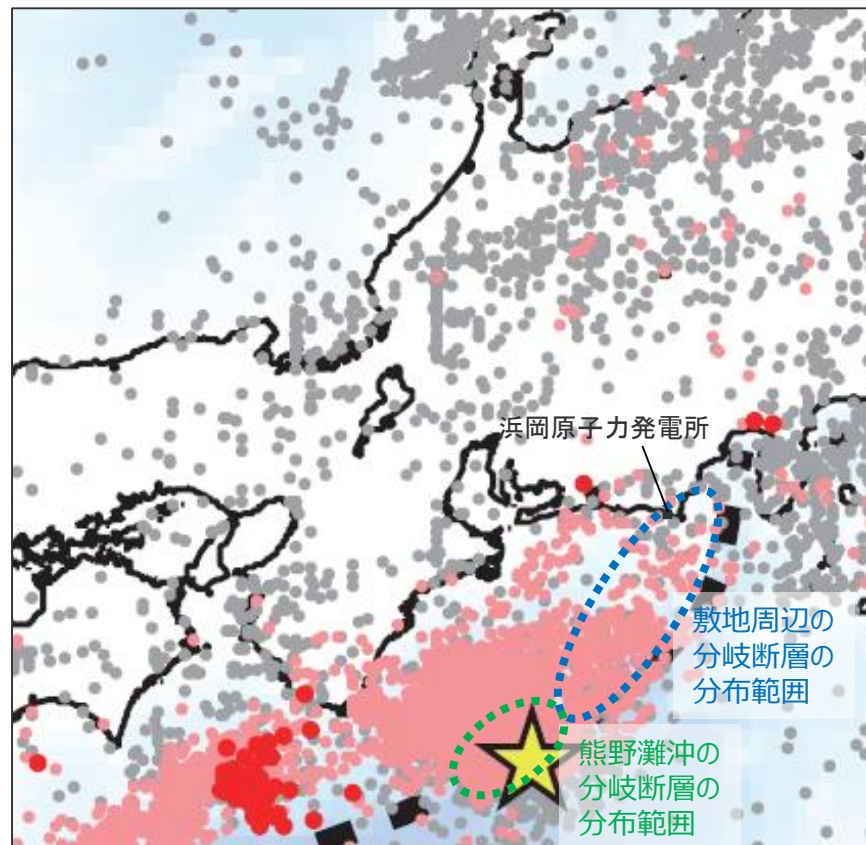 浜岡原子力発電所
敷地周辺の
分岐断層の
分布範囲
熊野灘沖の
分岐断層の
分布範囲